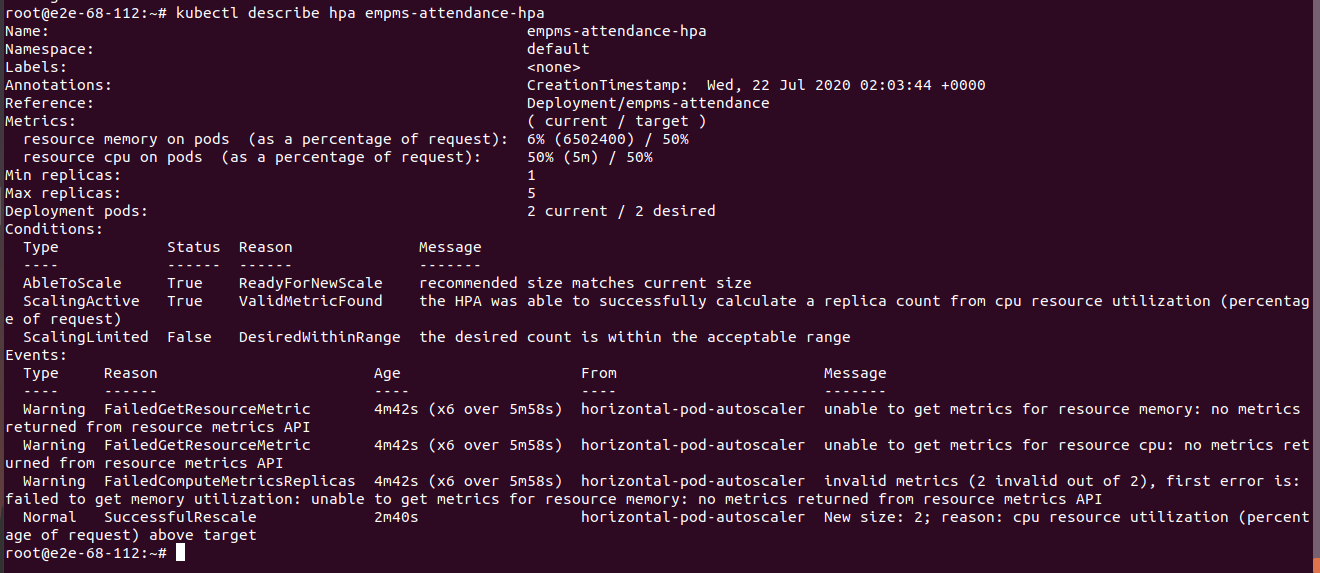 root@e2e-68-112:~# kubectl describe hpa empms-attendance-hpa
Name:                                                     empms-attendance-hpa
Namespace:                                                default
Labels:                                                   <none>
Annotations:                                              CreationTimestamp:  Wed, 22 Jul 2020 02:03:44 +0000
Reference:                                                Deployment/empms-attendance
Metrics:                                                  ( current / target )
  resource memory on pods  (as a percentage of request):  6% (6502400) / 50%
  resource cpu on pods  (as a percentage of request):     50% (5m) / 50%
Min replicas:                                             1
Max replicas:                                             5
Deployment pods:                                          2 current / 2 desired
Conditions:
  Type            Status  Reason              Message
  ----            ------  ------              -------
  AbleToScale     True    ReadyForNewScale    recommended size matches current size
  ScalingActive   True    ValidMetricFound    the HPA was able to successfully calculate a replica count from cpu resource utilization (percentag
e of request)
  ScalingLimited  False   DesiredWithinRange  the desired count is within the acceptable range
Events:
  Type     Reason                        Age                    From                       Message
  ----     ------                        ----                   ----                       -------
  Warning  FailedGetResourceMetric       4m42s (x6 over 5m58s)  horizontal-pod-autoscaler  unable to get metrics for resource memory: no metrics
returned from resource metrics API
  Warning  FailedGetResourceMetric       4m42s (x6 over 5m58s)  horizontal-pod-autoscaler  unable to get metrics for resource cpu: no metrics ret
urned from resource metrics API
  Warning  FailedComputeMetricsReplicas  4m42s (x6 over 5m58s)  horizontal-pod-autoscaler  invalid metrics (2 invalid out of 2), first error is:
failed to get memory utilization: unable to get metrics for resource memory: no metrics returned from resource metrics API
  Normal   SuccessfulRescale             2m40s                  horizontal-pod-autoscaler  New size: 2; reason: cpu resource utilization (percent
age of request) above target
root@e2e-68-112:~#